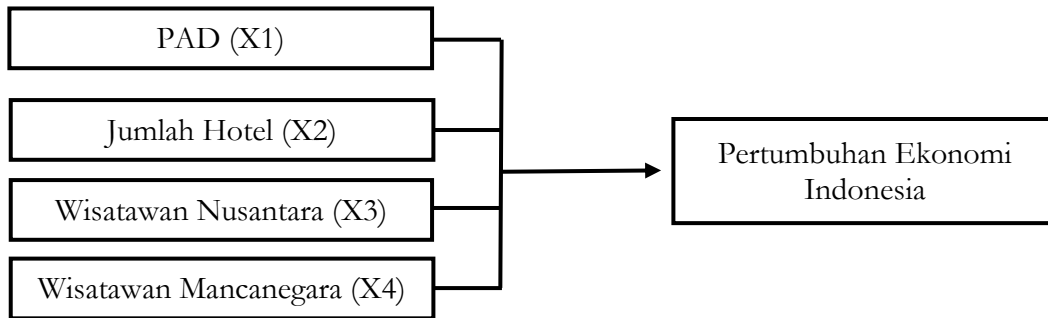 PAD (X1)
Jumlah Hotel (X2)
Wisatawan Nusantara (X3)
Wisatawan Mancanegara (X4)
Pertumbuhan Ekonomi
Indonesia